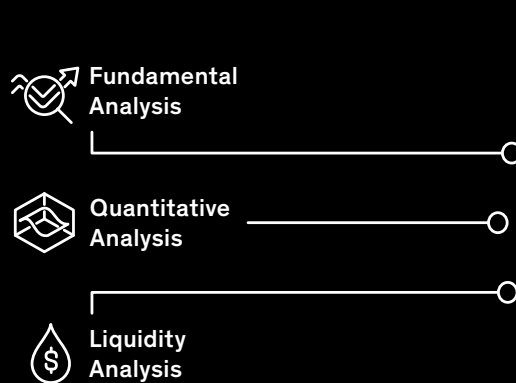 Fundamental
Analysis
Quantitative
Analysis
$
Liquidity
Analysis